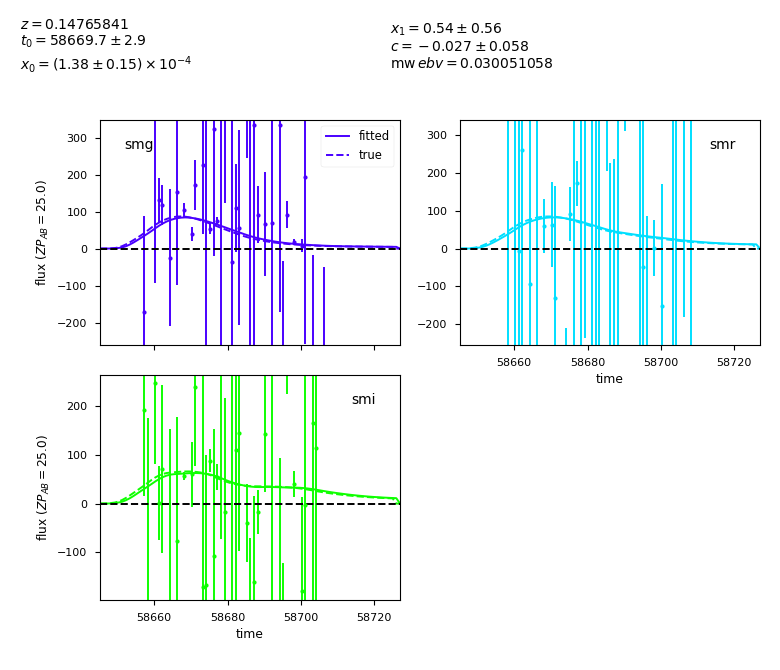 z = 0.14765841
t₀ = 58669.7 ± 2.9
x₀ = (1.38 ± 0.15) × 10⁻⁴
x₁ = 0.54 ± 0.56
c = −0.027 ± 0.058
mw ebv = 0.030051058
smg
fitted
true
300
200
100
0
−100
−200
flux (ZP_AB = 25.0)
smr
300
200
100
0
−100
−200
58660 58680 58700 58720
time
smi
200
100
0
−100
flux (ZP_AB = 25.0)
58660 58680 58700 58720
time